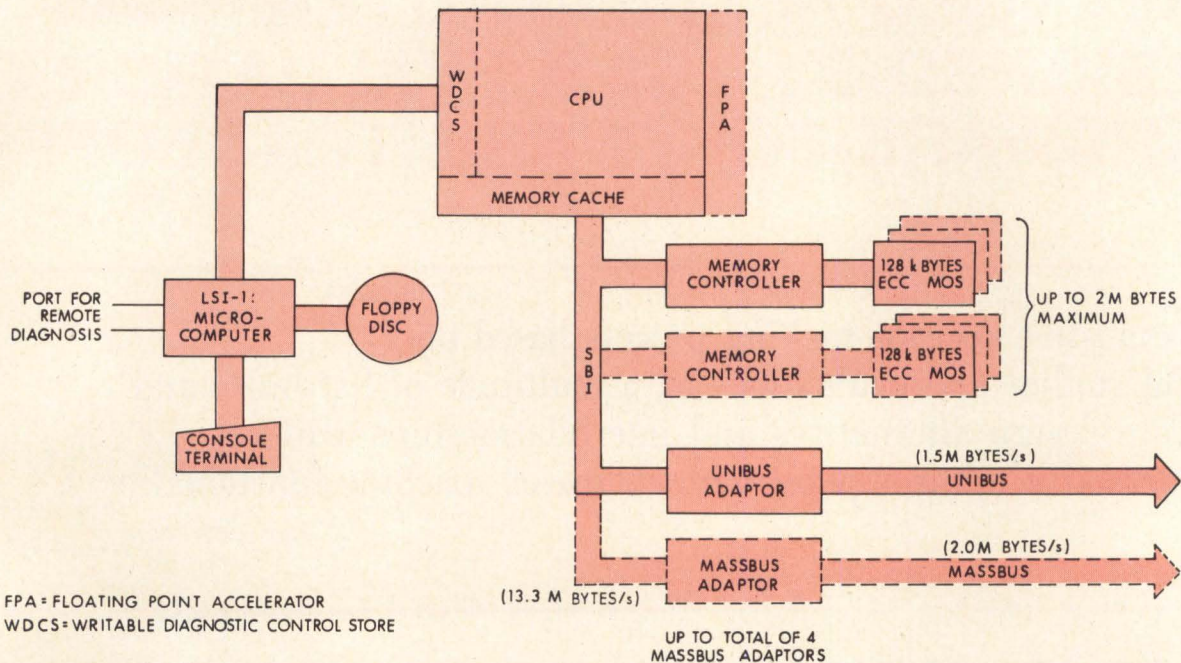 WDCS
CPU
FPA
MEMORY CACHE
MEMORY
CONTROLLER
128 k BYTES
ECC MOS
UP TO 2 M BYTES
MAXIMUM
PORT FOR
REMOTE
DIAGNOSIS
LSI-1:
MICRO-
COMPUTER
FLOPPY
DISC
SBI
MEMORY
CONTROLLER
128 k BYTES
ECC MOS
CONSOLE
TERMINAL
UNIBUS
ADAPTOR
(1.5M BYTES/s)
UNIBUS
MASSBUS
ADAPTOR
(2.0M BYTES/s)
MASSBUS
(13.3 M BYTES/s)
FPA = FLOATING POINT ACCELERATOR
WDCS = WRITABLE DIAGNOSTIC CONTROL STORE
UP TO TOTAL OF 4
MASSBUS ADAPTORS